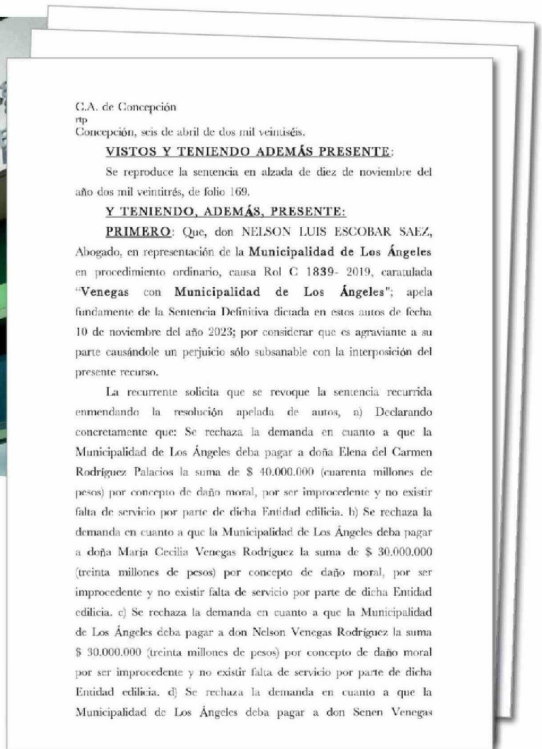 C.A. de Concepción
rtp
Concepción, seis de abril de dos mil veintiséis.
VISTOS Y TENIENDO ADEMÁS PRESENTE:
Se reproduce la sentencia en alzada de diez de noviembre del
año dos mil veintitrés, de folio 169.
Y TENIENDO, ADEMÁS, PRESENTE:
PRIMERO: Que, don NELSON LUIS ESCOBAR SAEZ,
Abogado, en representación de la Municipalidad de Los Ángeles
en procedimiento ordinario, causa Rol C 1839- 2019, caratulada
"Venegas con Municipalidad de Los Ángeles"; apela
fundamente de la Sentencia Definitiva dictada en estos autos de fecha
10 de noviembre del año 2023; por considerar que es agraviante a su
parte causándole un perjuicio sólo subsanable con la interposición del
presente recurso.
La recurrente solicita que se revoque la sentencia recurrida
enmendando la resolución apelada de autos, a) Declarando
concretamente que: Se rechaza la demanda en cuanto a que la
Municipalidad de Los Ángeles deba pagar a doña Elena del Carmen
Rodríguez Palacios la suma de $ 40.000.000 (cuarenta millones de
pesos) por concepto de daño moral, por ser improcedente y no existir
falta de servicio por parte de dicha Entidad edilicia. b) Se rechaza la
demanda en cuanto a que la Municipalidad de Los Ángeles deba pagar
a doña María Cecilia Venegas Rodríguez la suma de $ 30.000.000
(treinta millones de pesos) por concepto de daño moral, por ser
improcedente y no existir falta de servicio por parte de dicha Entidad
edilicia. c) Se rechaza la demanda en cuanto a que la Municipalidad
de Los Ángeles deba pagar a don Nelson Venegas Rodríguez la suma
$ 30.000.000 (treinta millones de pesos) por concepto de daño moral
por ser improcedente y no existir falta de servicio por parte de dicha
Entidad edilicia. d) Se rechaza la demanda en cuanto a que la
Municipalidad de Los Ángeles deba pagar a don Senen Venegas